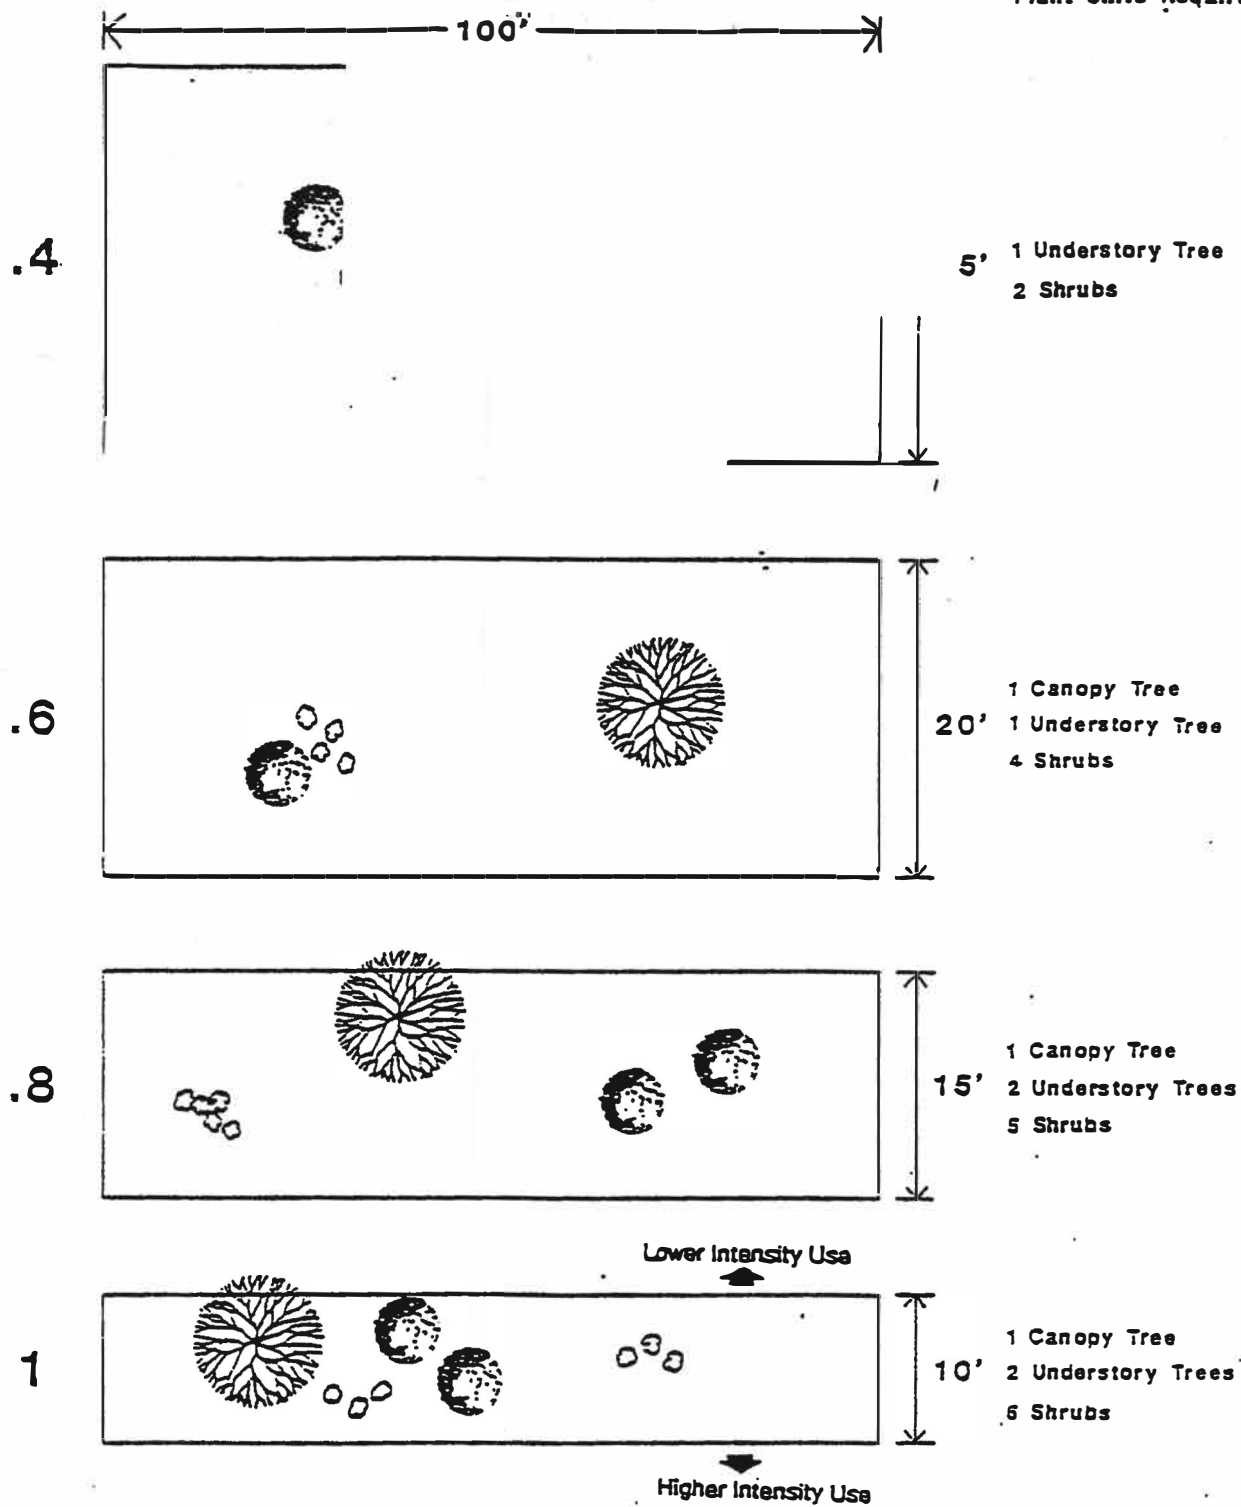 100'
.4
5'
1 Understory Tree
2 Shrubs
.6
20'
1 Canopy Tree
1 Understory Tree
4 Shrubs
.8
15'
1 Canopy Tree
2 Understory Trees
5 Shrubs
Lower Intensity Use
1
10'
1 Canopy Tree
2 Understory Trees
6 Shrubs
Higher Intensity Use